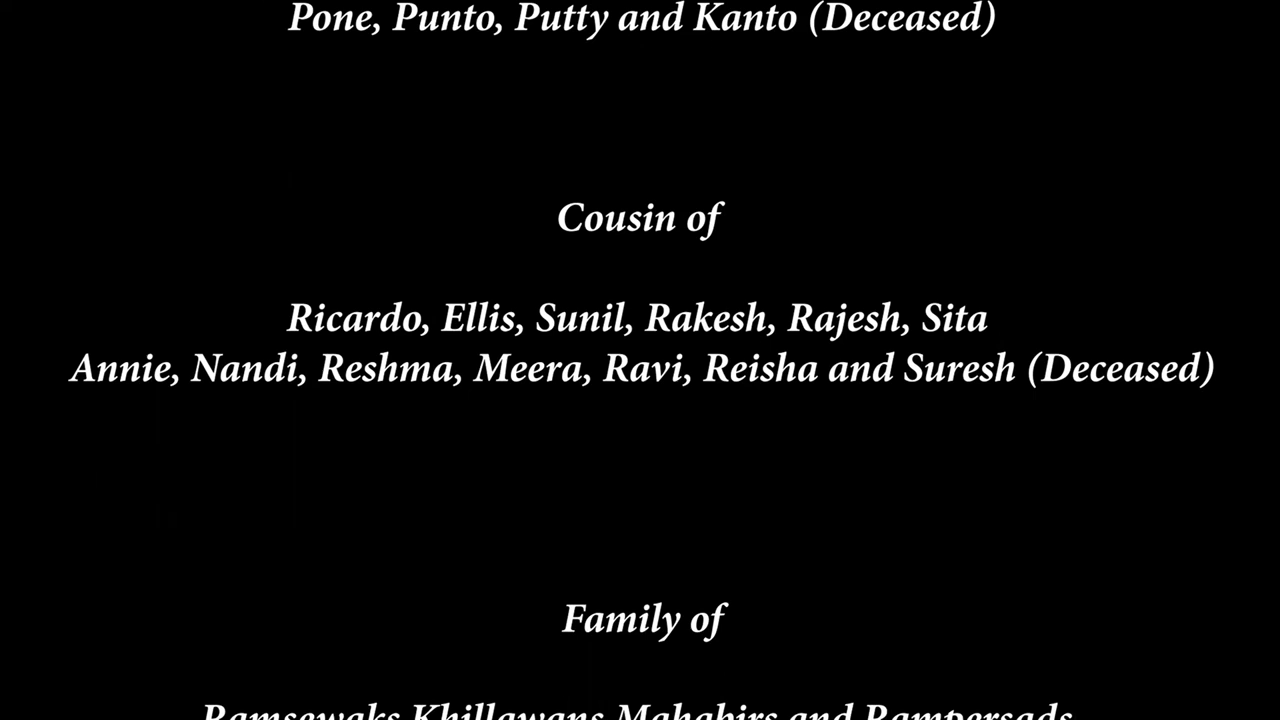 Pone, Punto, Putty and Kanto (Deceased)
Cousin of
Ricardo, Ellis, Sunil, Rakesh, Rajesh, Sita
Annie, Nandi, Reshma, Meera, Ravi, Reisha and Suresh (Deceased)
Family of
Ramsewaks Khillawans Mahabirs and Rampersads